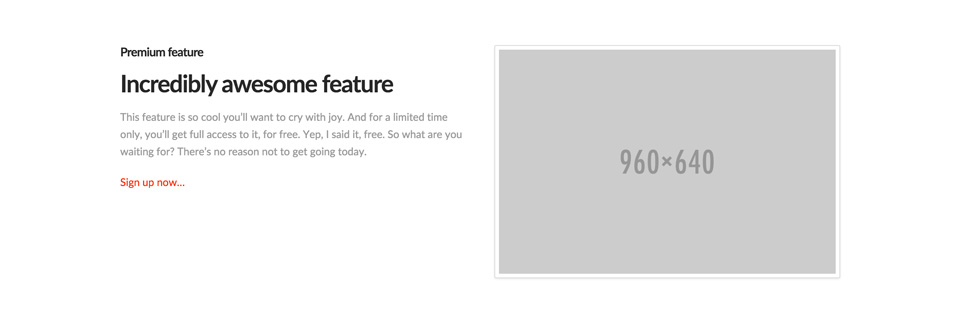 Premium feature
Incredibly awesome feature
This feature is so cool you’ll want to cry with joy. And for a limited time
only, you’ll get full access to it, for free. Yep, I said it, free. So what are you
waiting for? There’s no reason not to get going today.
Sign up now...
960×640